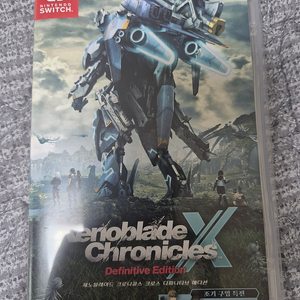 NINTENDO
SWITCH
Xenoblade
Chronicles X
Definitive Edition
제노블레이드 크로니클스 크로스 디피니티브 에디션
조기 구입 특전